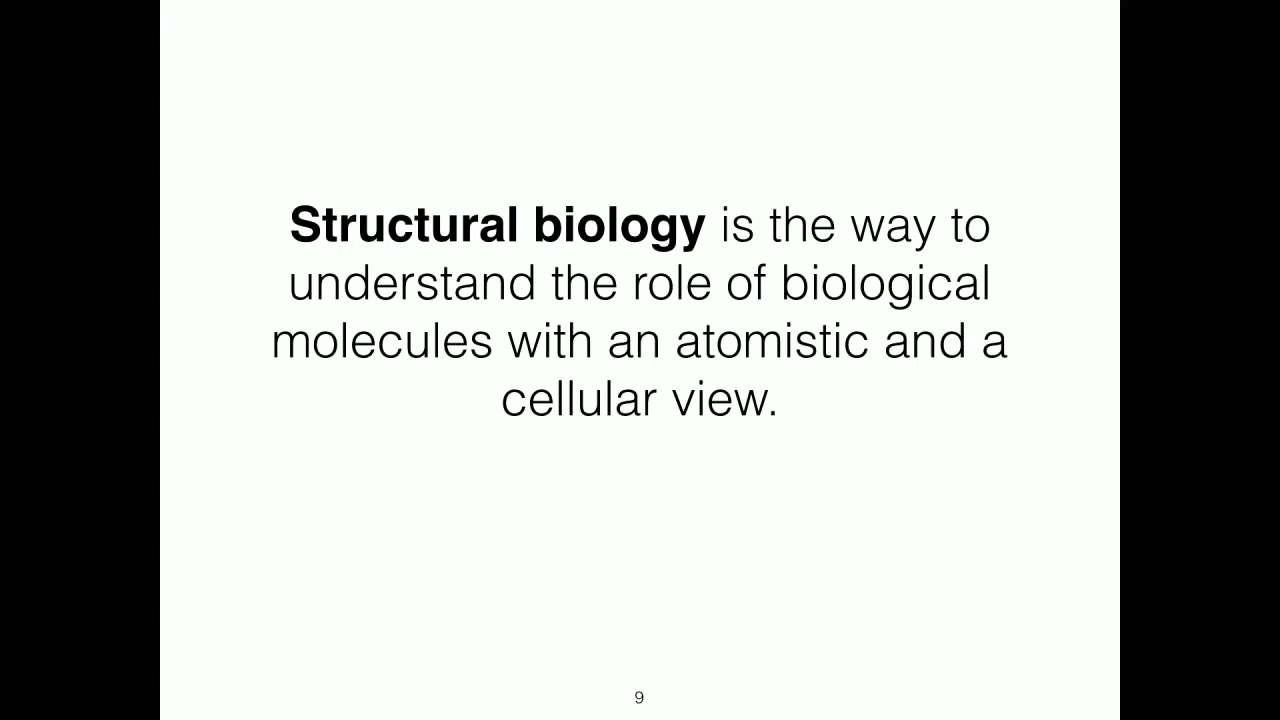 Structural biology is the way to
understand the role of biological
molecules with an atomistic and a
cellular view.
9